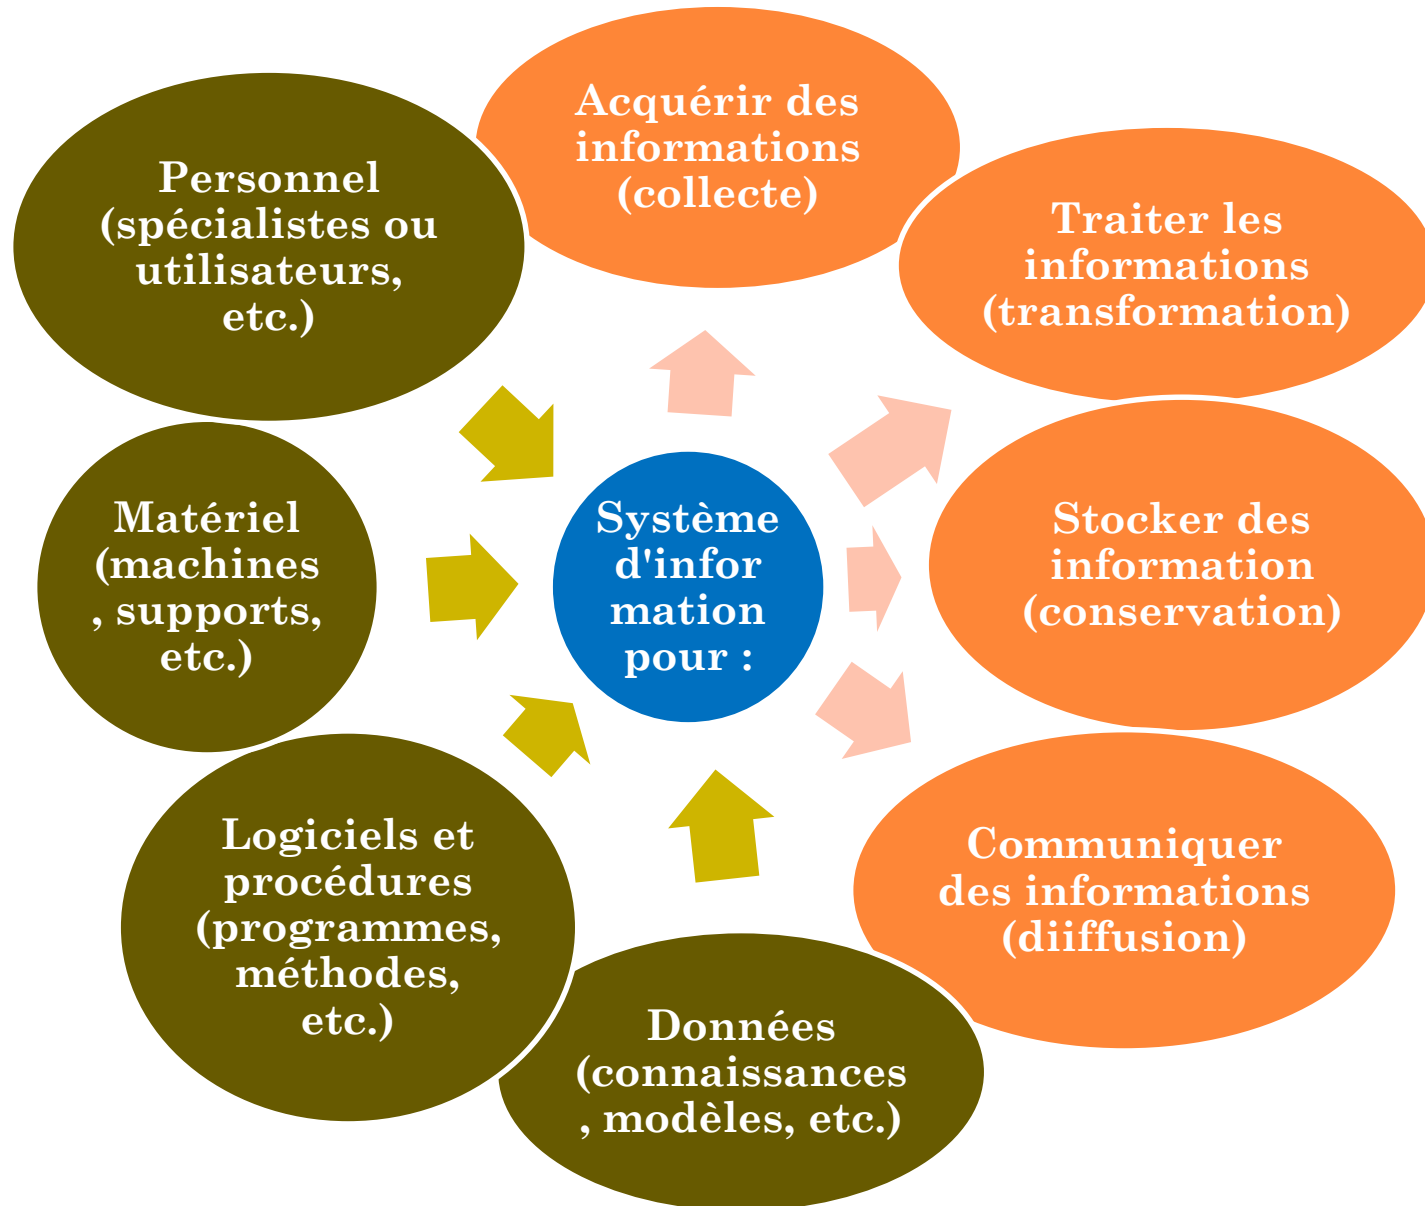 Acquérir des
informations
(collecte)
Traiter les
informations
(transformation)
Stocker des
information
(conservation)
Communiquer
des informations
(diiffusion)
Données
(connaissances
, modèles, etc.)
Logiciels et
procédures
(programmes,
méthodes,
etc.)
Matériel
(machines
, supports,
etc.)
Personnel
(spécialistes ou
utilisateurs,
etc.)
Système
d'infor
mation
pour :